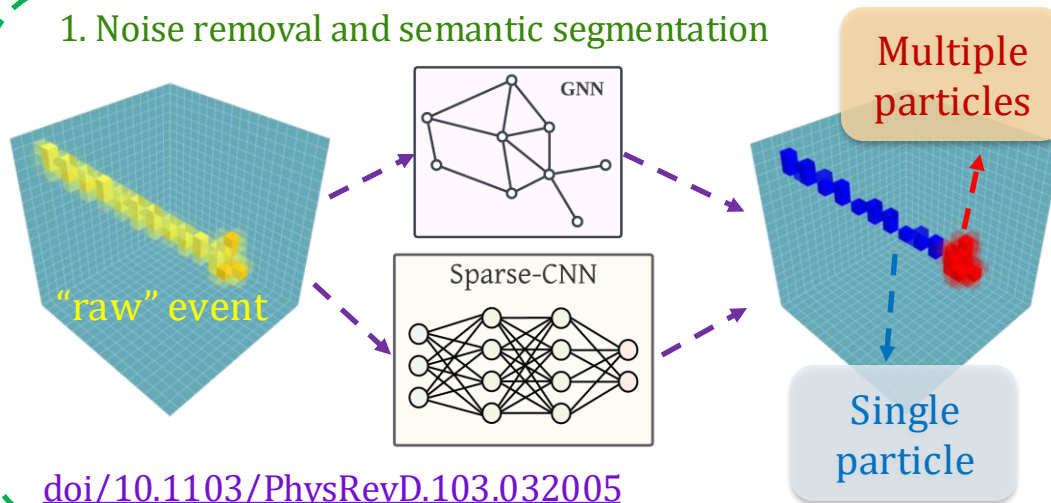 1. Noise removal and semantic segmentation
Multiple
particles
GNN
Sparse-CNN
“raw” event
Single
particle
doi/10.1103/PhysRevD.103.032005